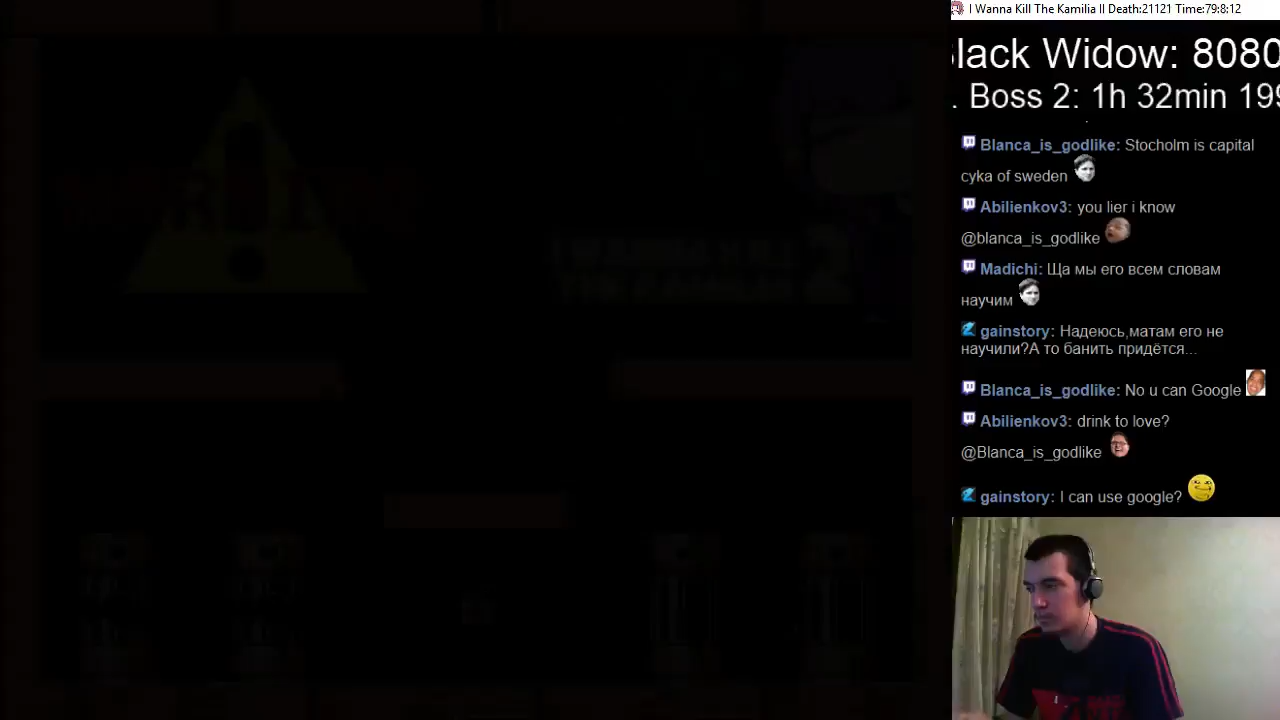 I Wanna Kill The Kamilia II Death:21121 Time:79:8:12
lack Widow: 8080
. Boss 2: 1h 32min 199
Blanca_is_godlike: Stocholm is capital
cyka of sweden
Abilienkov3: you lier i know
@blanca_is_godlike
Madichi: Ща мы его всем словам
научим
gainstory: Надеюсь,матам его не
научили?А то банить придётся...
Blanca_is_godlike: No u can Google
Abilienkov3: drink to love?
@Blanca_is_godlike
gainstory: I can use google?